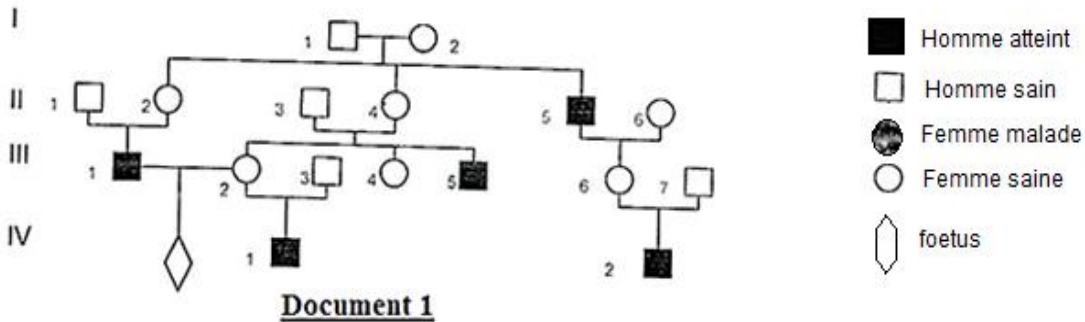 I
1 2
II
1 2 3 4 5 6
III
1 2 3 4 5 6 7
IV
1 2
Document 1
Homme atteint
Homme sain
Femme malade
Femme saine
foetus